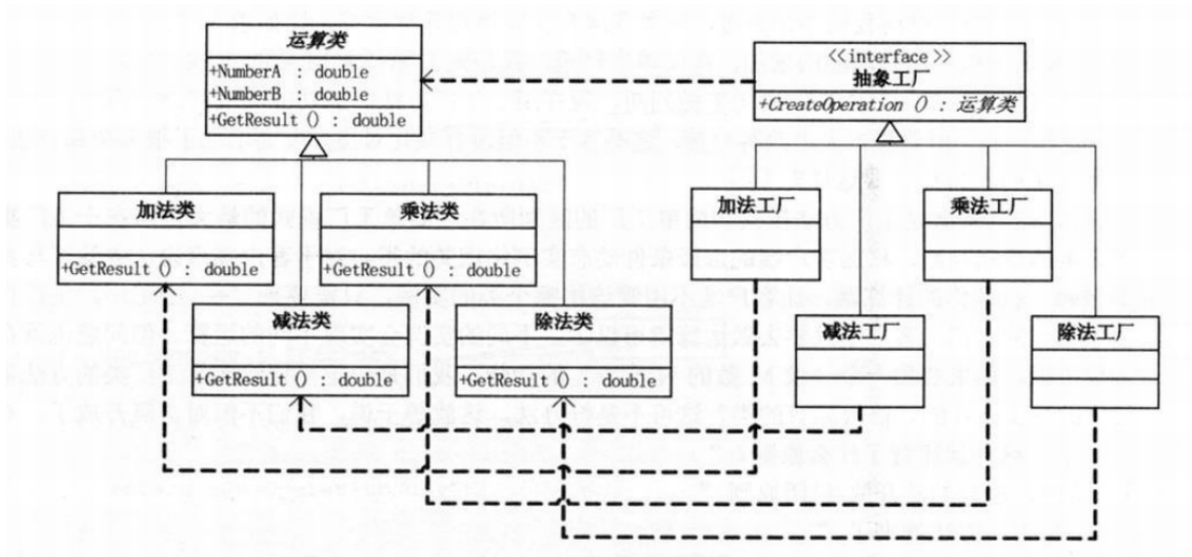 运算类
+NumberA : double
+NumberB : double
+GetResult () : double
<<interface >>
抽象工厂
+CreateOperation () : 运算类
加法类
+GetResult () : double
乘法类
+GetResult () : double
加法工厂
乘法工厂
减法类
+GetResult () : double
除法类
+GetResult () : double
减法工厂
除法工厂